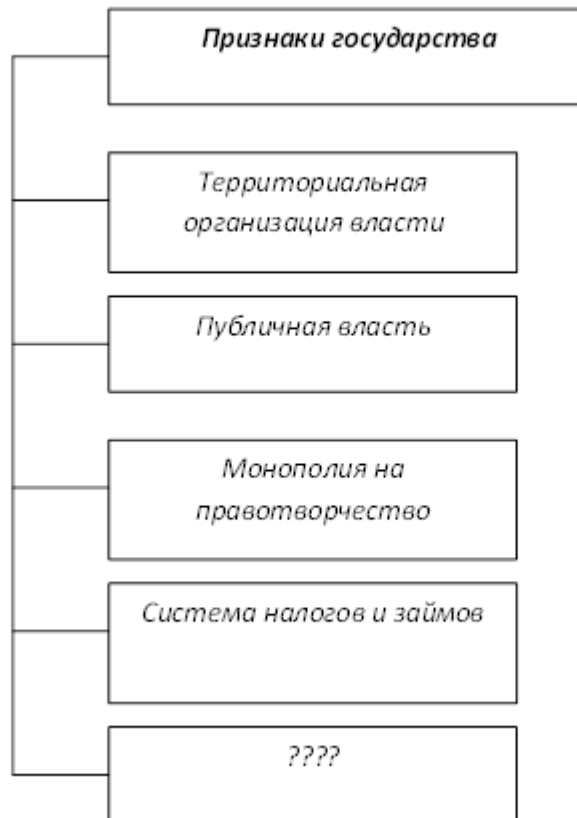 Признаки государства
Территориальная
организация власти
Публичная власть
Монополия на
правотворчество
Система налогов и займов
????